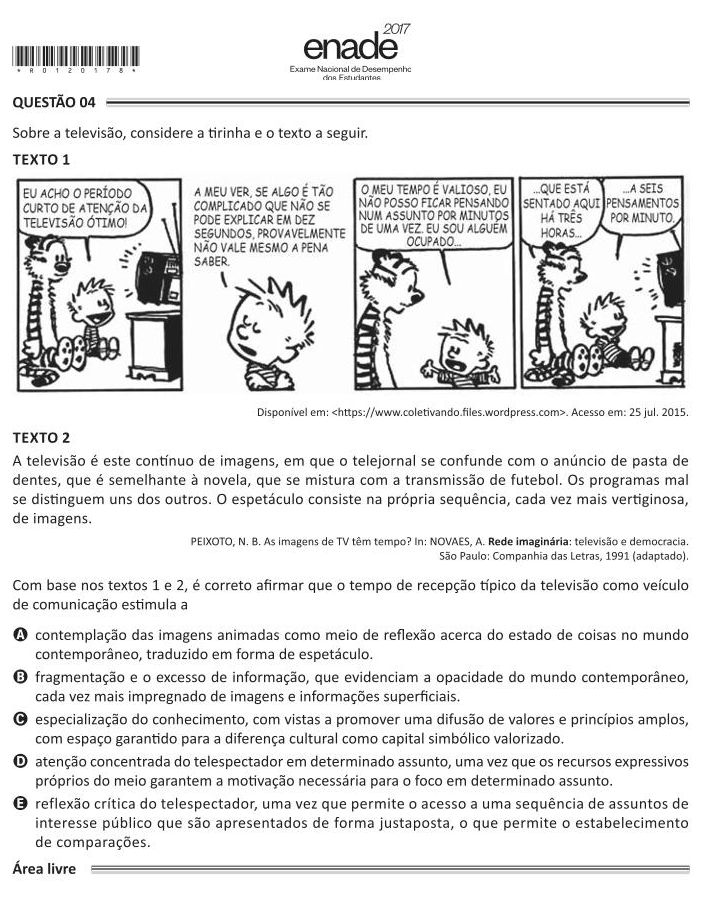 2017
enade
Exame Nacional de Desempenho
dos Estudantes
*R0120178*
QUESTÃO 04
Sobre a televisão, considere a tirinha e o texto a seguir.
TEXTO 1
EU ACHO O PERÍODO
CURTO DE ATENÇÃO DA
TELEVISÃO ÓTIMO!
A MEU VER, SE ALGO É TÃO
COMPLICADO QUE NÃO SE
PODE EXPLICAR EM DEZ
SEGUNDOS, PROVAVELMENTE
NÃO VALE MESMO A PENA
SABER.
O MEU TEMPO É VALIOSO, EU
NÃO POSSO FICAR PENSANDO
NUM ASSUNTO POR MINUTOS
DE UMA VEZ. EU SOU ALGUÉM
OCUPADO...
...QUE ESTÁ
SENTADO AQUI
HÁ TRÊS
HORAS...
...A SEIS
PENSAMENTOS
POR MINUTO.
Disponível em: <https://www.coletivando.files.wordpress.com>. Acesso em: 25 jul. 2015.
TEXTO 2
A televisão é este contínuo de imagens, em que o telejornal se confunde com o anúncio de pasta de
dentes, que é semelhante à novela, que se mistura com a transmissão de futebol. Os programas mal
se distinguem uns dos outros. O espetáculo consiste na própria sequência, cada vez mais vertiginosa,
de imagens.
PEIXOTO, N. B. As imagens de TV têm tempo? In: NOVAES, A. Rede imaginária: televisão e democracia.
São Paulo: Companhia das Letras, 1991 (adaptado).
Com base nos textos 1 e 2, é correto afirmar que o tempo de recepção típico da televisão como veículo
de comunicação estimula a
A contemplação das imagens animadas como meio de reflexão acerca do estado de coisas no mundo
contemporâneo, traduzido em forma de espetáculo.
B fragmentação e o excesso de informação, que evidenciam a opacidade do mundo contemporâneo,
cada vez mais impregnado de imagens e informações superficiais.
C especialização do conhecimento, com vistas a promover uma difusão de valores e princípios amplos,
com espaço garantido para a diferença cultural como capital simbólico valorizado.
D atenção concentrada do telespectador em determinado assunto, uma vez que os recursos expressivos
próprios do meio garantem a motivação necessária para o foco em determinado assunto.
E reflexão crítica do telespectador, uma vez que permite o acesso a uma sequência de assuntos de
interesse público que são apresentados de forma justaposta, o que permite o estabelecimento
de comparações.
Área livre